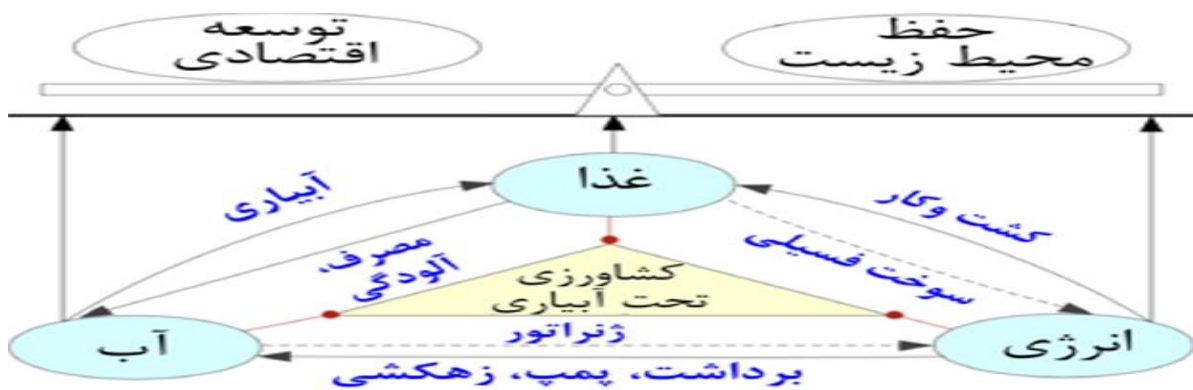 حفظ
محیط زیست
توسعه
اقتصادی
غذا
آبیاری
کشت وکار
مصرف،
آلودگی
سوخت فسیلی
کشاورزی
تحت آبیاری
ژنراتور
آب
انرژی
برداشت، پمپ، زهکشی